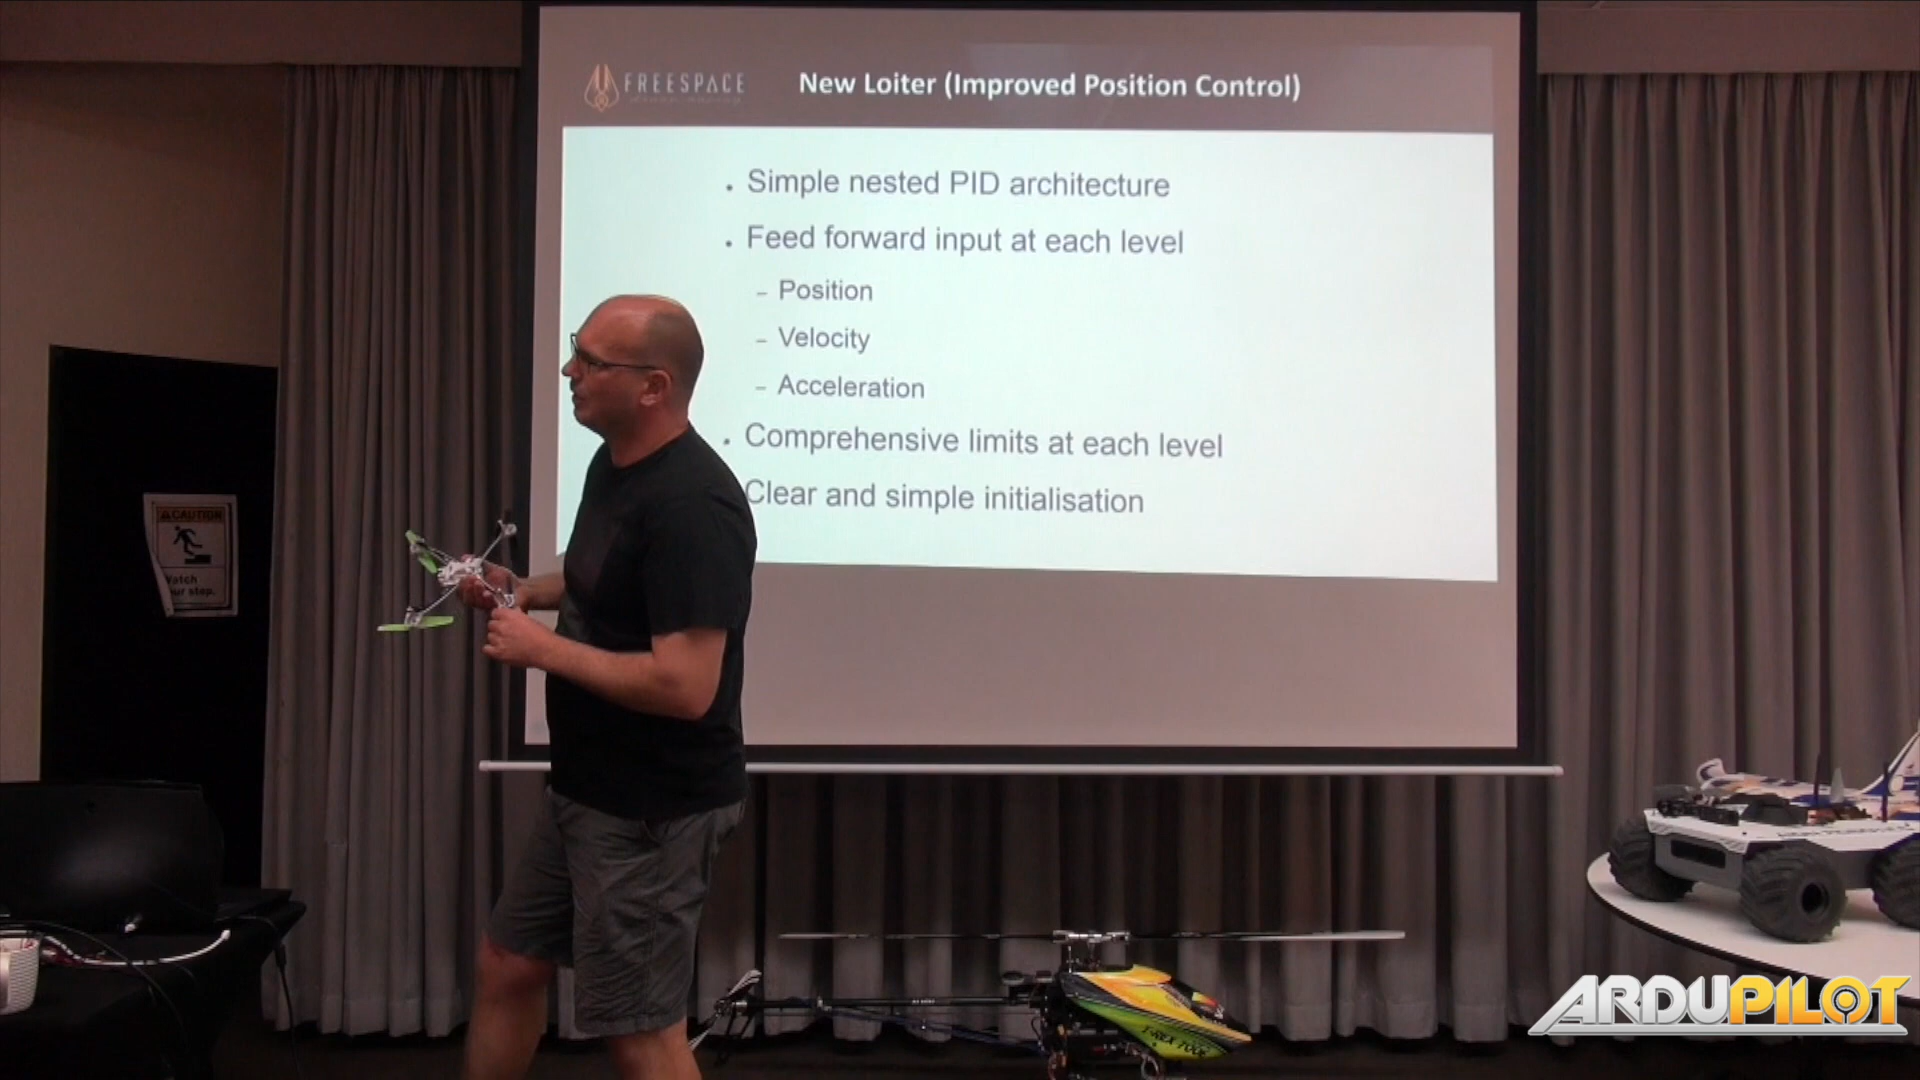 FREESPACE
New Loiter (Improved Position Control)
Simple nested PID architecture
Feed forward input at each level
– Position
– Velocity
– Acceleration
Comprehensive limits at each level
Clear and simple initialisation
CAUTION
Watch
your step.
T-REX 700E
ARDUPILOT